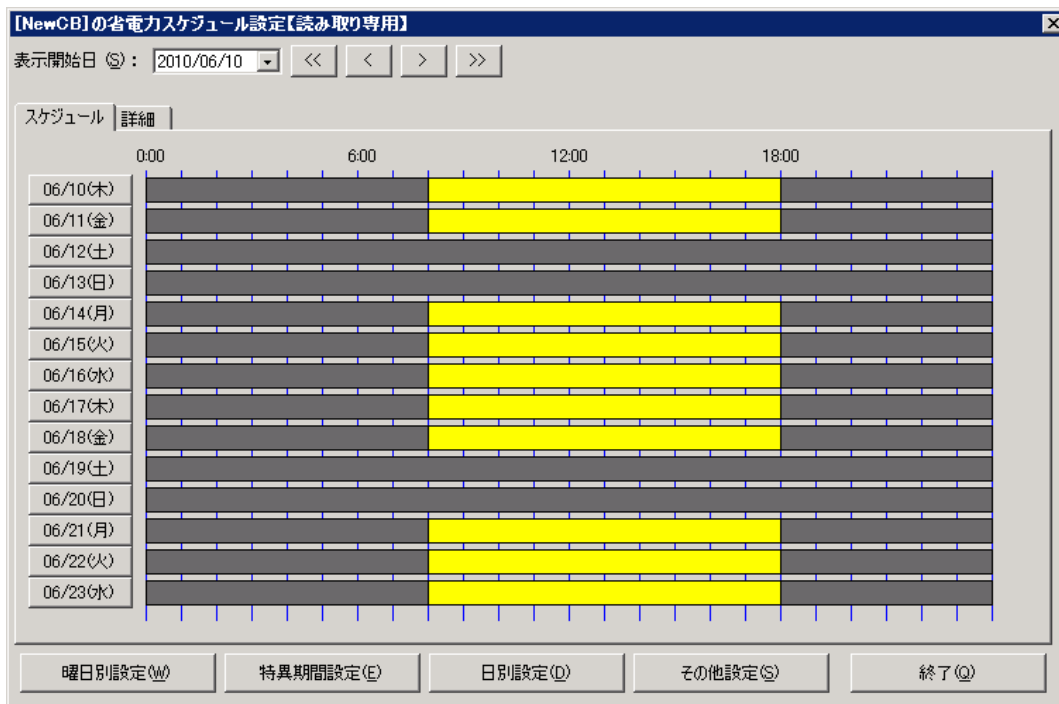 [NewCB]の省電力スケジュール設定【読み取り専用】
表示開始日 (S)： 2010/06/10 << < > >>
スケジュール 詳細
0:00 6:00 12:00 18:00
06/10(木)
06/11(金)
06/12(土)
06/13(日)
06/14(月)
06/15(火)
06/16(水)
06/17(木)
06/18(金)
06/19(土)
06/20(日)
06/21(月)
06/22(火)
06/23(水)
曜日別設定(W) 特異期間設定(E) 日別設定(D) その他設定(S) 終了(Q)